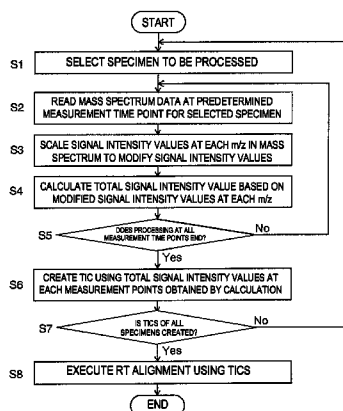 START
S1
SELECT SPECIMEN TO BE PROCESSED
S2
READ MASS SPECTRUM DATA AT PREDETERMINED
MEASUREMENT TIME POINT FOR SELECTED SPECIMEN
S3
SCALE SIGNAL INTENSITY VALUES AT EACH m/z IN MASS
SPECTRUM TO MODIFY SIGNAL INTENSITY VALUES
S4
CALCULATE TOTAL SIGNAL INTENSITY VALUE BASED ON
MODIFIED SIGNAL INTENSITY VALUES AT EACH m/z
S5
DOES PROCESSING AT ALL
MEASUREMENT TIME POINTS END?
No
Yes
S6
CREATE TIC USING TOTAL SIGNAL INTENSITY VALUES AT
EACH MEASUREMENT POINTS OBTAINED BY CALCULATION
S7
IS TICS OF ALL
SPECIMENS CREATED?
No
Yes
S8
EXECUTE RT ALIGNMENT USING TICS
END